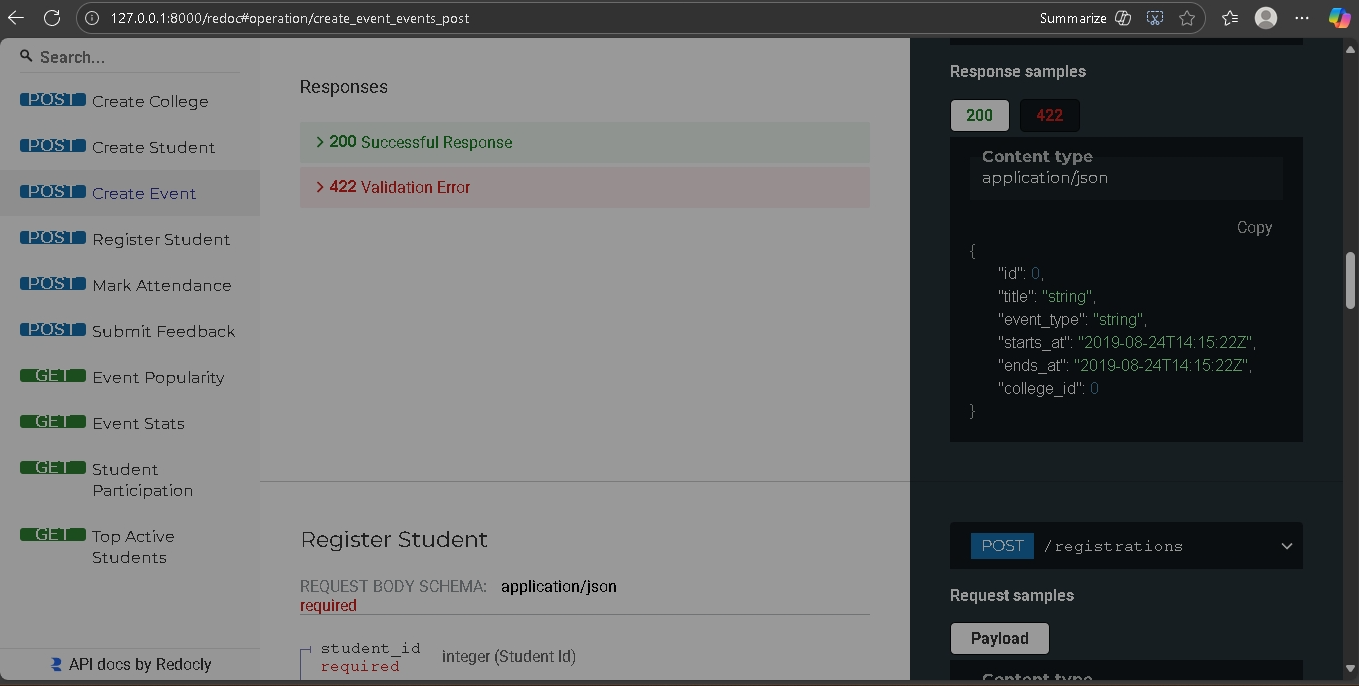 127.0.0.1:8000/redoc#operation/create_event_events_post
Summarize
Search...
POST Create College
POST Create Student
POST Create Event
POST Register Student
POST Mark Attendance
POST Submit Feedback
GET Event Popularity
GET Event Stats
GET Student
Participation
GET Top Active
Students
API docs by Redocly
Responses
200 Successful Response
422 Validation Error
Register Student
REQUEST BODY SCHEMA: application/json
required
student_id
required
integer (Student Id)
Response samples
200 422
Content type
application/json
Copy
{
"id": 0,
"title": "string",
"event_type": "string",
"starts_at": "2019-08-24T14:15:22Z",
"ends_at": "2019-08-24T14:15:22Z",
"college_id": 0
}
POST /registrations
Request samples
Payload
Content type